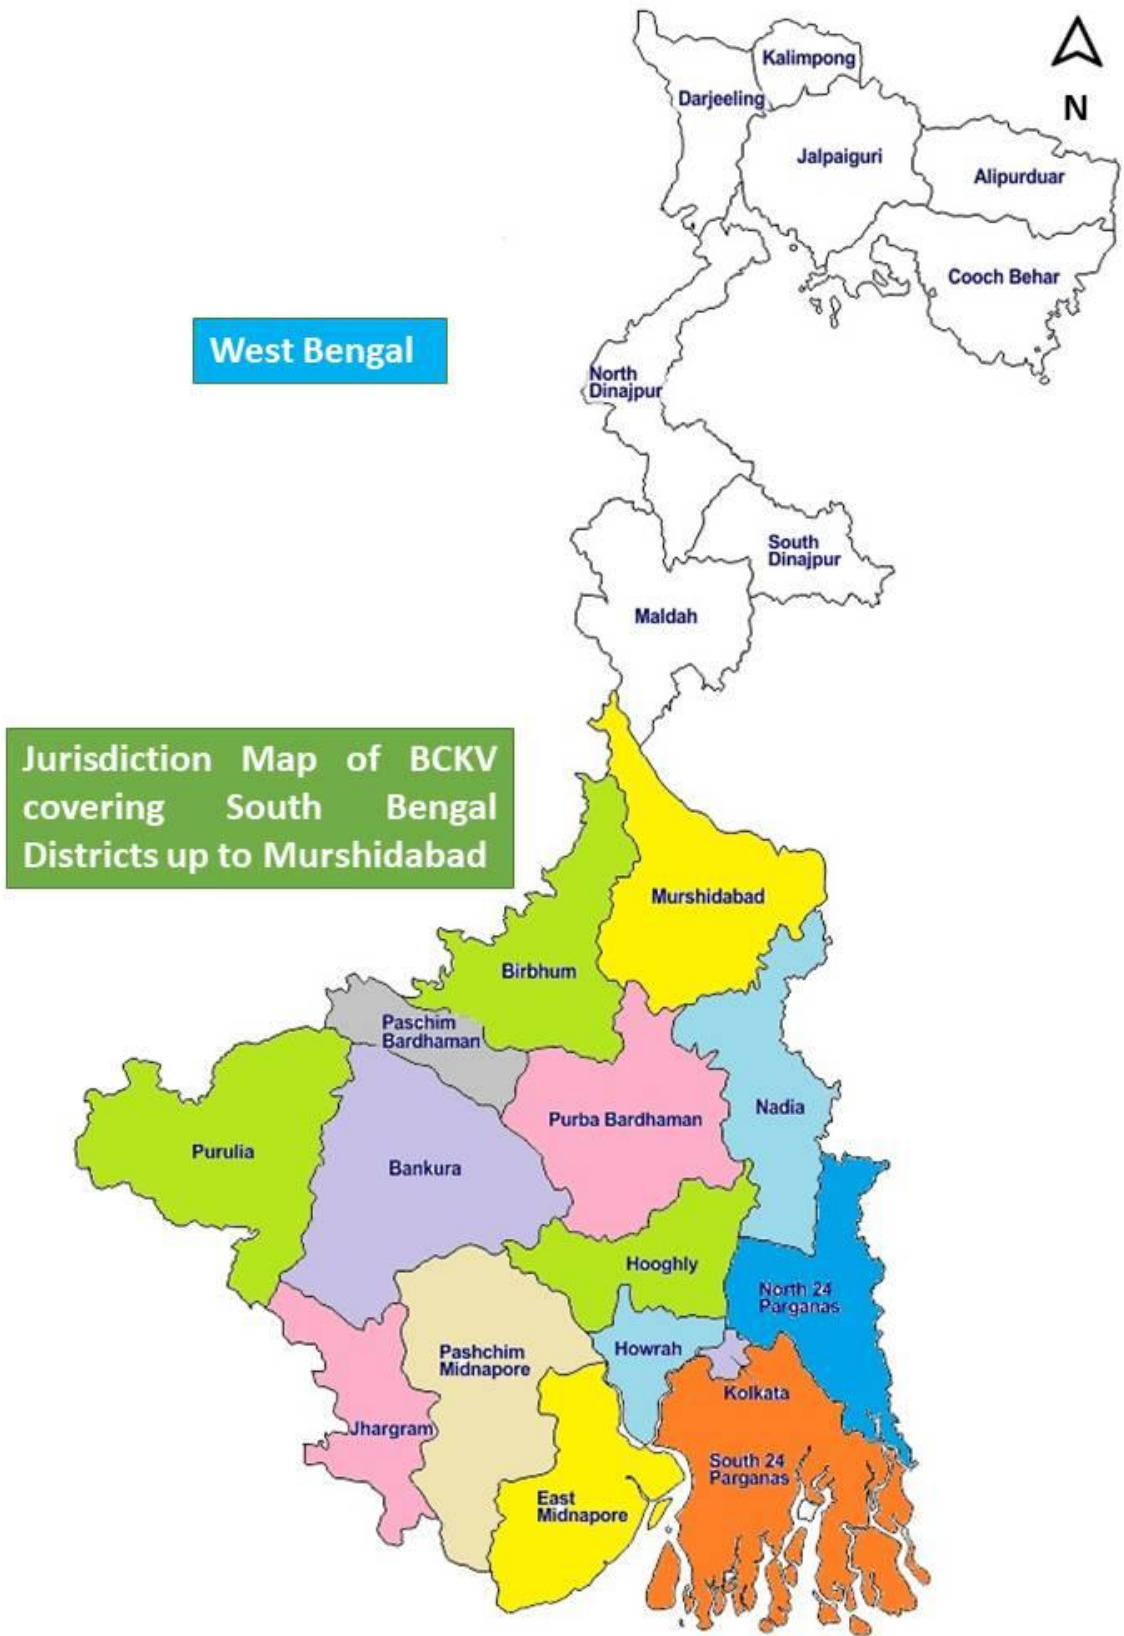 Kalimpong
Darjeeling
N
Jalpaiguri
Alipurduar
Cooch Behar
West Bengal
North
Dinajpur
South
Dinajpur
Maldah
Jurisdiction Map of BCKV
covering South Bengal
Districts up to Murshidabad
Murshidabad
Birbhum
Paschim
Bardhaman
Nadia
Purba Bardhaman
Purulia
Bankura
Hooghly
North 24
Parganas
Howrah
Pashchim
Midnapore
Kolkata
Jhargram
South 24
Parganas
East
Midnapore